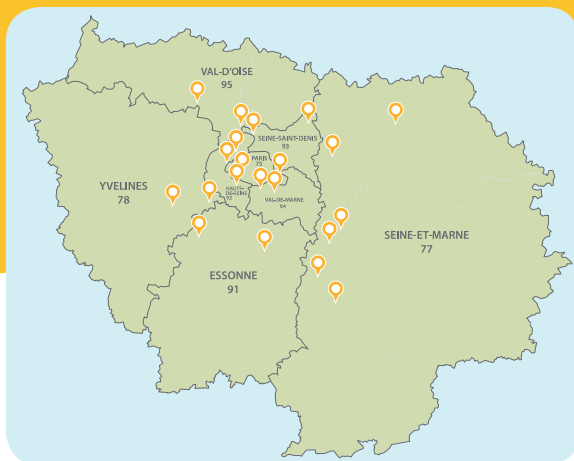 VAL-D'OISE
95
SEINE-SAINT-DENIS
93
PARIS
75
YVELINES
78
HAUTS-
DE-SEINE
92
VAL-DE-MARNE
94
SEINE-ET-MARNE
77
ESSONNE
91